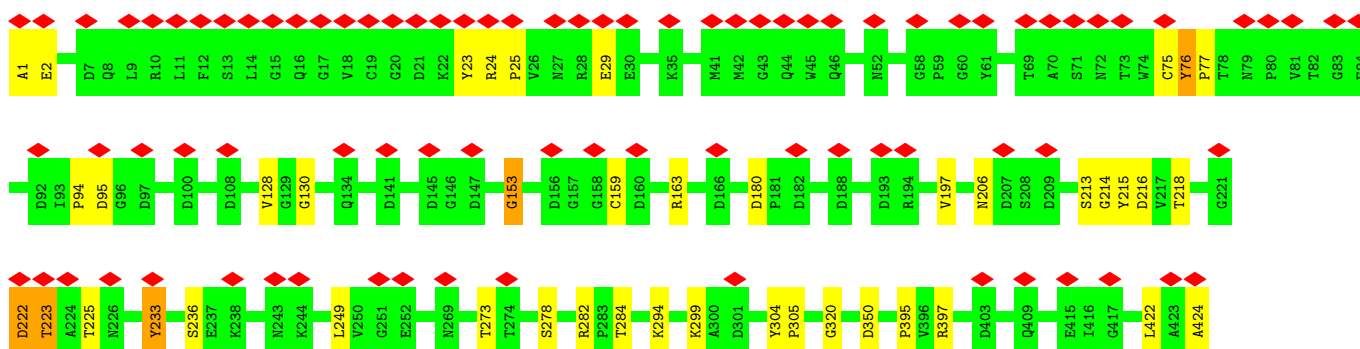 A1 E2 D7 Q8 L9 R10 L11 F12 S13 L14 G15 Q16 G17 V18 C19 G20 D21 K22 Y23 R24 P25 V26 N27 R28 E29 E30 K35 M41 M42 G43 Q44 W45 Q46 N52 G58 P59 G60 Y61 T69 A70 S71 N72 T73 W74 C75 Y76 P77 T78 N79 P80 V81 T82 G83
D92 I93 P94 D95 G96 D97 D100 D108 V128 G129 G130 Q134 D141 D145 G146 D147 G153 D156 G157 G158 C159 D160 R163 D166 D180 P181 D182 D188 D193 R194 V197 N206 D207 S208 D209 S213 G214 Y215 D216 V217 T218 G221
D222 T223 A224 T225 N226 Y233 S236 E237 K238 N243 K244 L249 V250 G251 E252 N269 T273 T274 S278 R282 P283 T284 K294 K299 A300 D301 Y304 P305 G320 D350 P395 V396 R397 D403 Q409 E415 I416 G417 L422 A423 A424